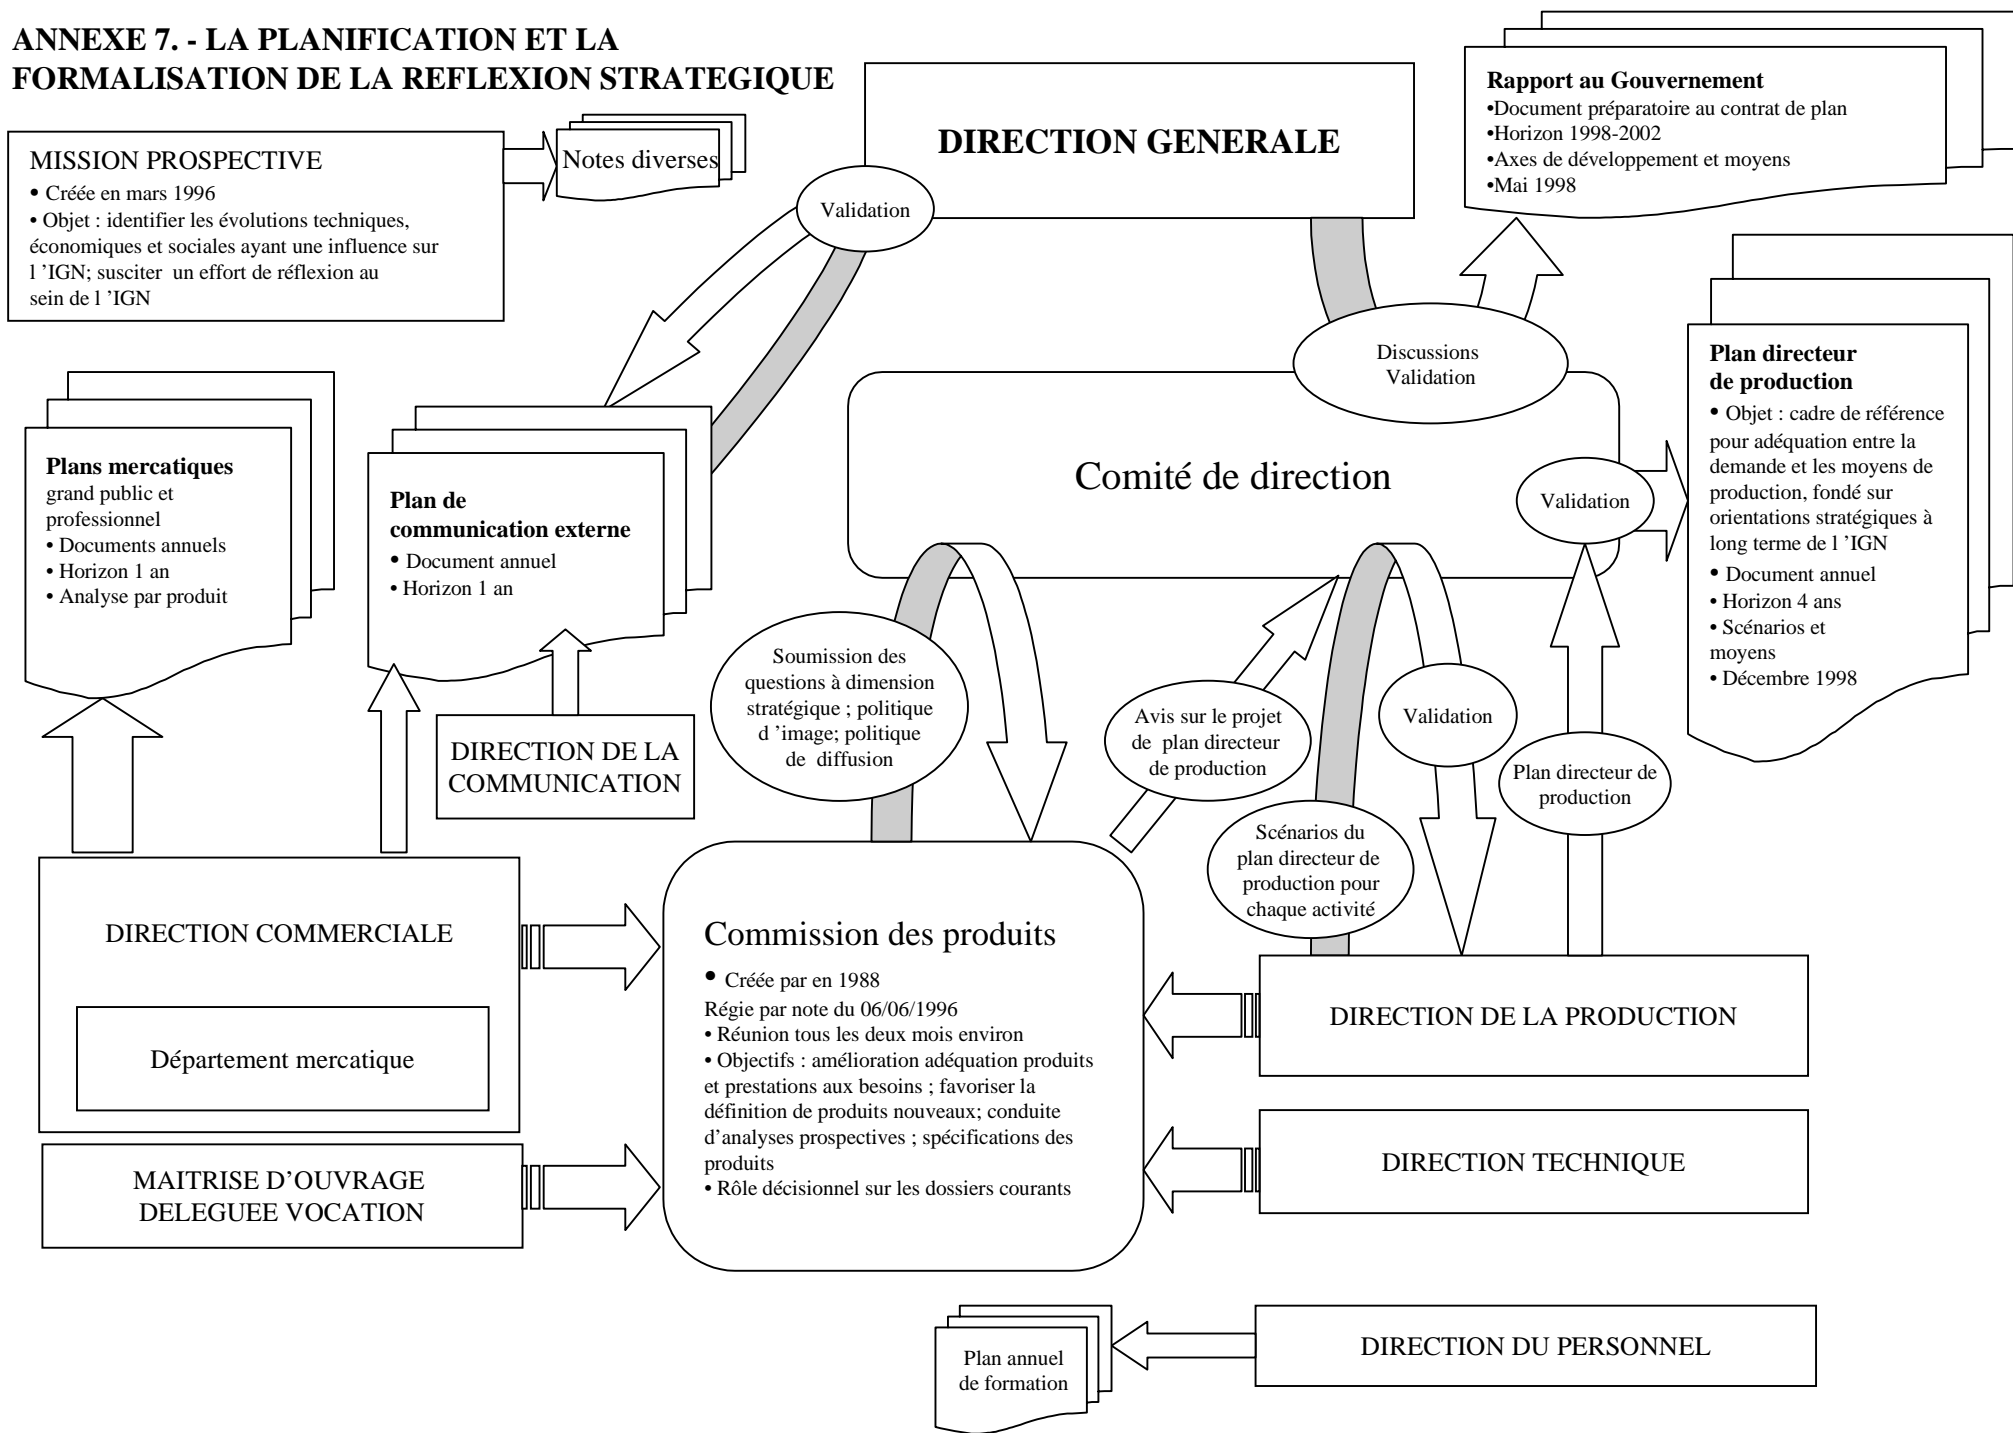 ANNEXE 7. - LA PLANIFICATION ET LA
FORMALISATION DE LA REFLEXION STRATEGIQUE
MISSION PROSPECTIVE
• Créée en mars 1996
• Objet : identifier les évolutions techniques,
économiques et sociales ayant une influence sur
l ’IGN; susciter un effort de réflexion au
sein de l ’IGN
Notes diverses
DIRECTION GENERALE
Validation
Rapport au Gouvernement
•Document préparatoire au contrat de plan
•Horizon 1998-2002
•Axes de développement et moyens
•Mai 1998
Discussions
Validation
Plans mercatiques
grand public et
professionnel
• Documents annuels
• Horizon 1 an
• Analyse par produit
Plan de
communication externe
• Document annuel
• Horizon 1 an
Comité de direction
Validation
Plan directeur
de production
• Objet : cadre de référence
pour adéquation entre la
demande et les moyens de
production, fondé sur
orientations stratégiques à
long terme de l ’IGN
• Document annuel
• Horizon 4 ans
• Scénarios et
moyens
• Décembre 1998
Soumission des
questions à dimension
stratégique ; politique
d ’image; politique
de diffusion
Avis sur le projet
de plan directeur
de production
Validation
Plan directeur de
production
Scénarios du
plan directeur de
production pour
chaque activité
DIRECTION DE LA
COMMUNICATION
DIRECTION COMMERCIALE
Département mercatique
MAITRISE D’OUVRAGE
DELEGUEE VOCATION
Commission des produits
• Créée par en 1988
Régie par note du 06/06/1996
• Réunion tous les deux mois environ
• Objectifs : amélioration adéquation produits
et prestations aux besoins ; favoriser la
définition de produits nouveaux; conduite
d’analyses prospectives ; spécifications des
produits
• Rôle décisionnel sur les dossiers courants
DIRECTION DE LA PRODUCTION
DIRECTION TECHNIQUE
Plan annuel
de formation
DIRECTION DU PERSONNEL